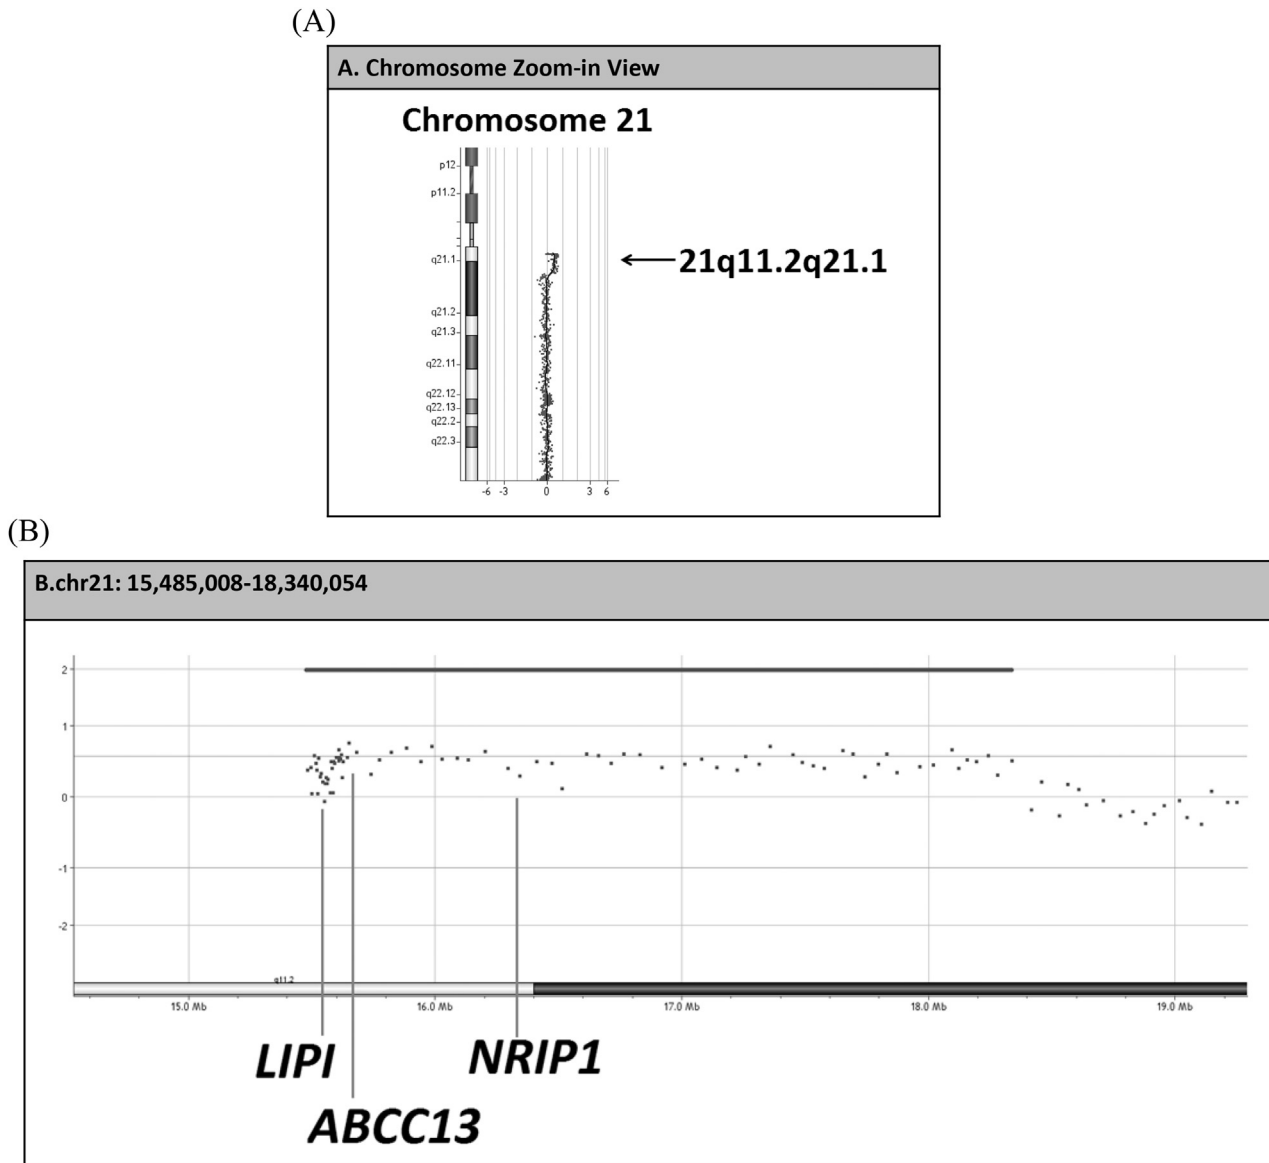 (A)
A. Chromosome Zoom-in View
Chromosome 21
p12
p11.2
q21.1
21q11.2q21.1
q21.2
q21.3
q22.11
q22.12
q22.13
q22.2
q22.3
-6 -3 0 3 6
(B)
B.chr21: 15,485,008-18,340,054
2
1
0
-1
-2
q11.2
15.0 Mb 16.0 Mb 17.0 Mb 18.0 Mb 19.0 Mb
LIPI NRIP1
ABCC13